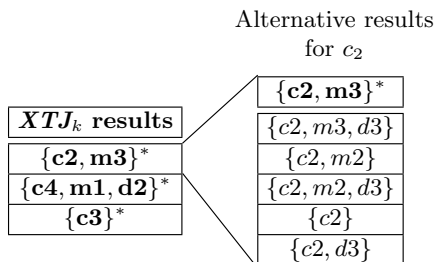 Alternative results
for c₂
{c2, m3}*
XTJₖ results
{c2, m3}*
{c4, m1, d2}*
{c3}*
{c2, m3, d3}
{c2, m2}
{c2, m2, d3}
{c2}
{c2, d3}